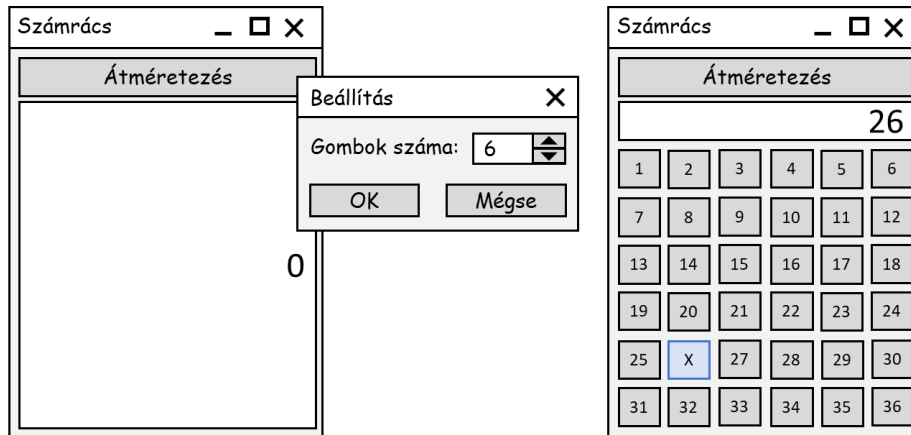 Számrács
Átméretezés
0
Beállítás
Gombok száma: 6
OK Mégse
Számrács
Átméretezés
26
1 2 3 4 5 6
7 8 9 10 11 12
13 14 15 16 17 18
19 20 21 22 23 24
25 X 27 28 29 30
31 32 33 34 35 36